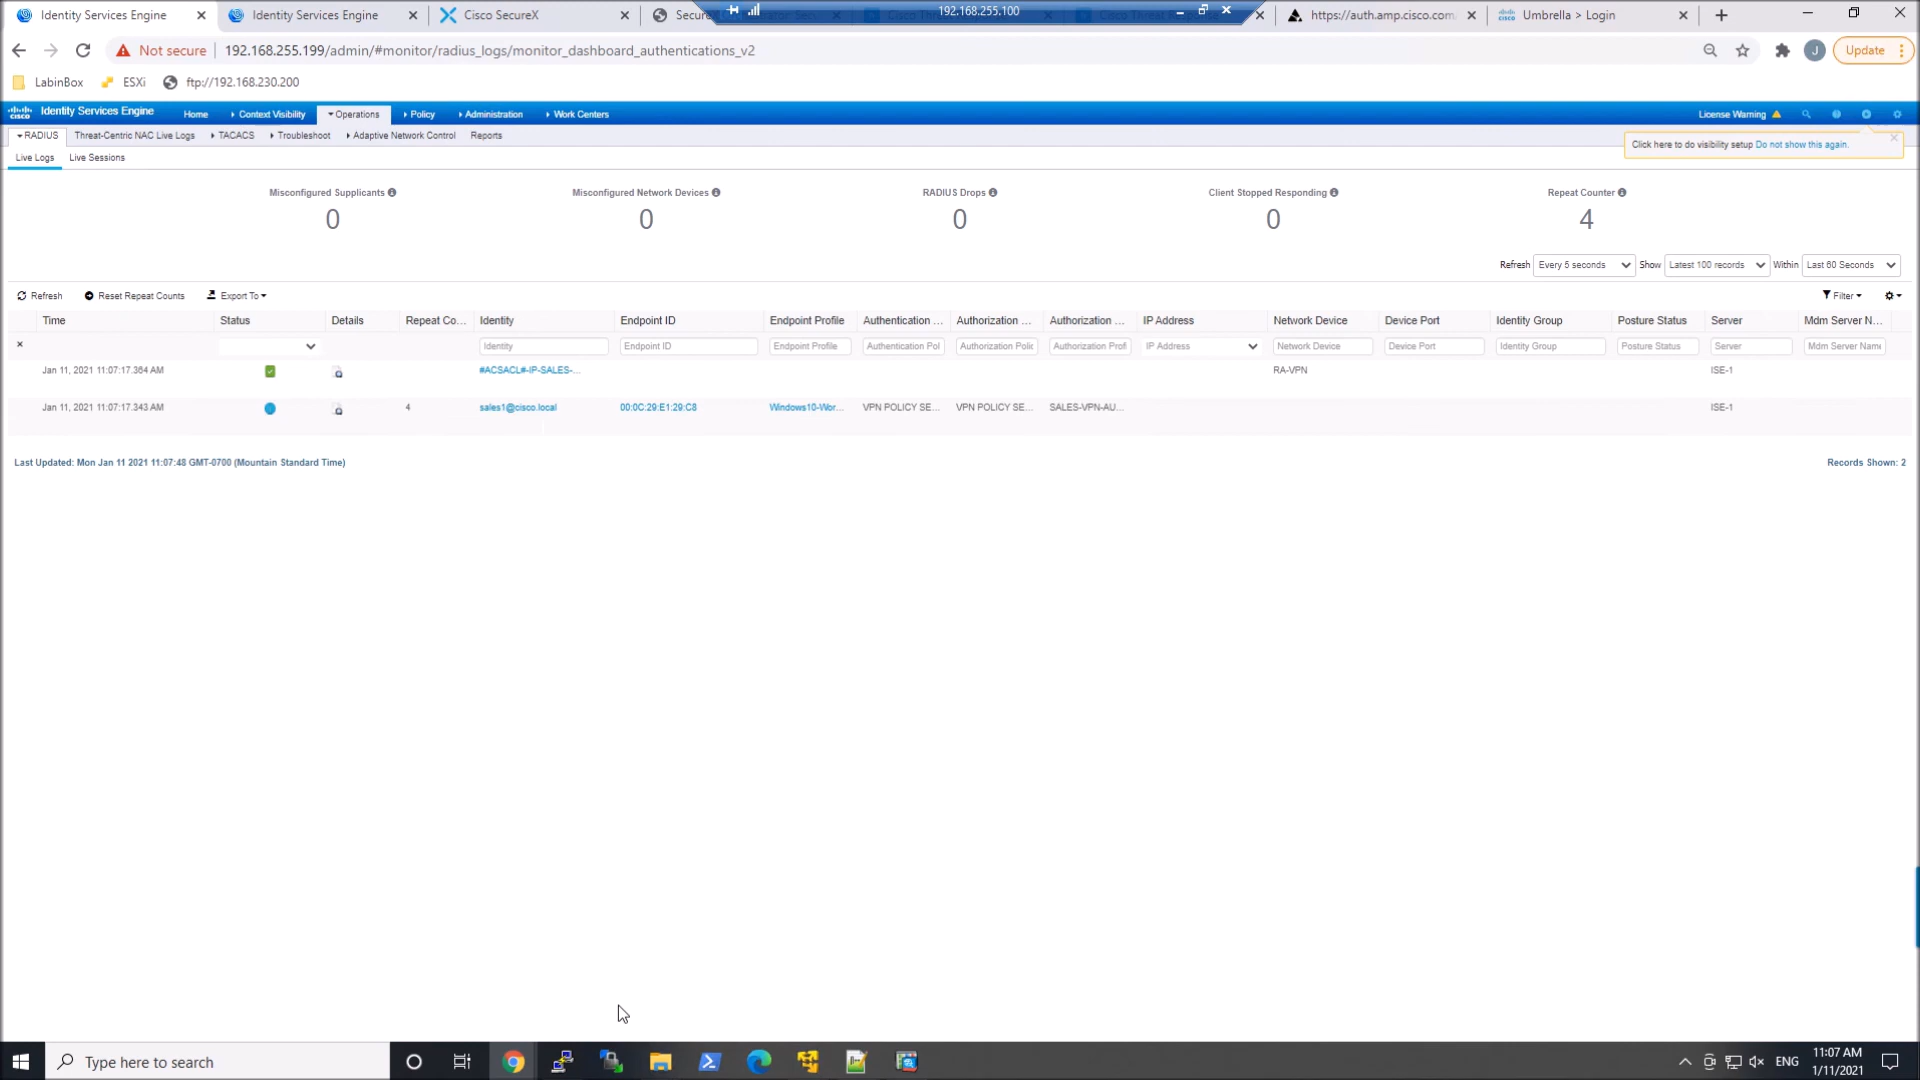 Identity Services Engine
Identity Services Engine
Cisco SecureX
Secur
192.168.255.100
https://auth.amp.cisco.com
Umbrella > Login
Not secure
192.168.255.199/admin/#monitor/radius_logs/monitor_dashboard_authentications_v2
J
Update
LabinBox
ESXi
ftp://192.168.230.200
cisco
Identity Services Engine
Home
Context Visibility
Operations
Policy
Administration
Work Centers
License Warning
RADIUS
Threat-Centric NAC Live Logs
TACACS
Troubleshoot
Adaptive Network Control
Reports
Click here to do visibility setup Do not show this again.
Live Logs
Live Sessions
Misconfigured Supplicants
Misconfigured Network Devices
RADIUS Drops
Client Stopped Responding
Repeat Counter
0
0
0
0
4
Refresh
Every 5 seconds
Show
Latest 100 records
Within
Last 60 Seconds
Refresh
Reset Repeat Counts
Export To
Filter
Time
Status
Details
Repeat Co...
Identity
Endpoint ID
Endpoint Profile
Authentication ...
Authorization ...
Authorization ...
IP Address
Network Device
Device Port
Identity Group
Posture Status
Server
Mdm Server N...
Identity
Endpoint ID
Endpoint Profile
Authentication Pol
Authorization Polic
Authorization Profi
IP Address
Network Device
Device Port
Identity Group
Posture Status
Server
Mdm Server Name
Jan 11, 2021 11:07:17.364 AM
#ACSACL#-IP-SALES-...
RA-VPN
ISE-1
Jan 11, 2021 11:07:17.343 AM
4
sales1@cisco.local
00:0C:29:E1:29:C8
Windows10-Wor...
VPN POLICY SE...
VPN POLICY SE...
SALES-VPN-AU...
ISE-1
Last Updated: Mon Jan 11 2021 11:07:48 GMT-0700 (Mountain Standard Time)
Records Shown: 2
Type here to search
ENG
11:07 AM
1/11/2021